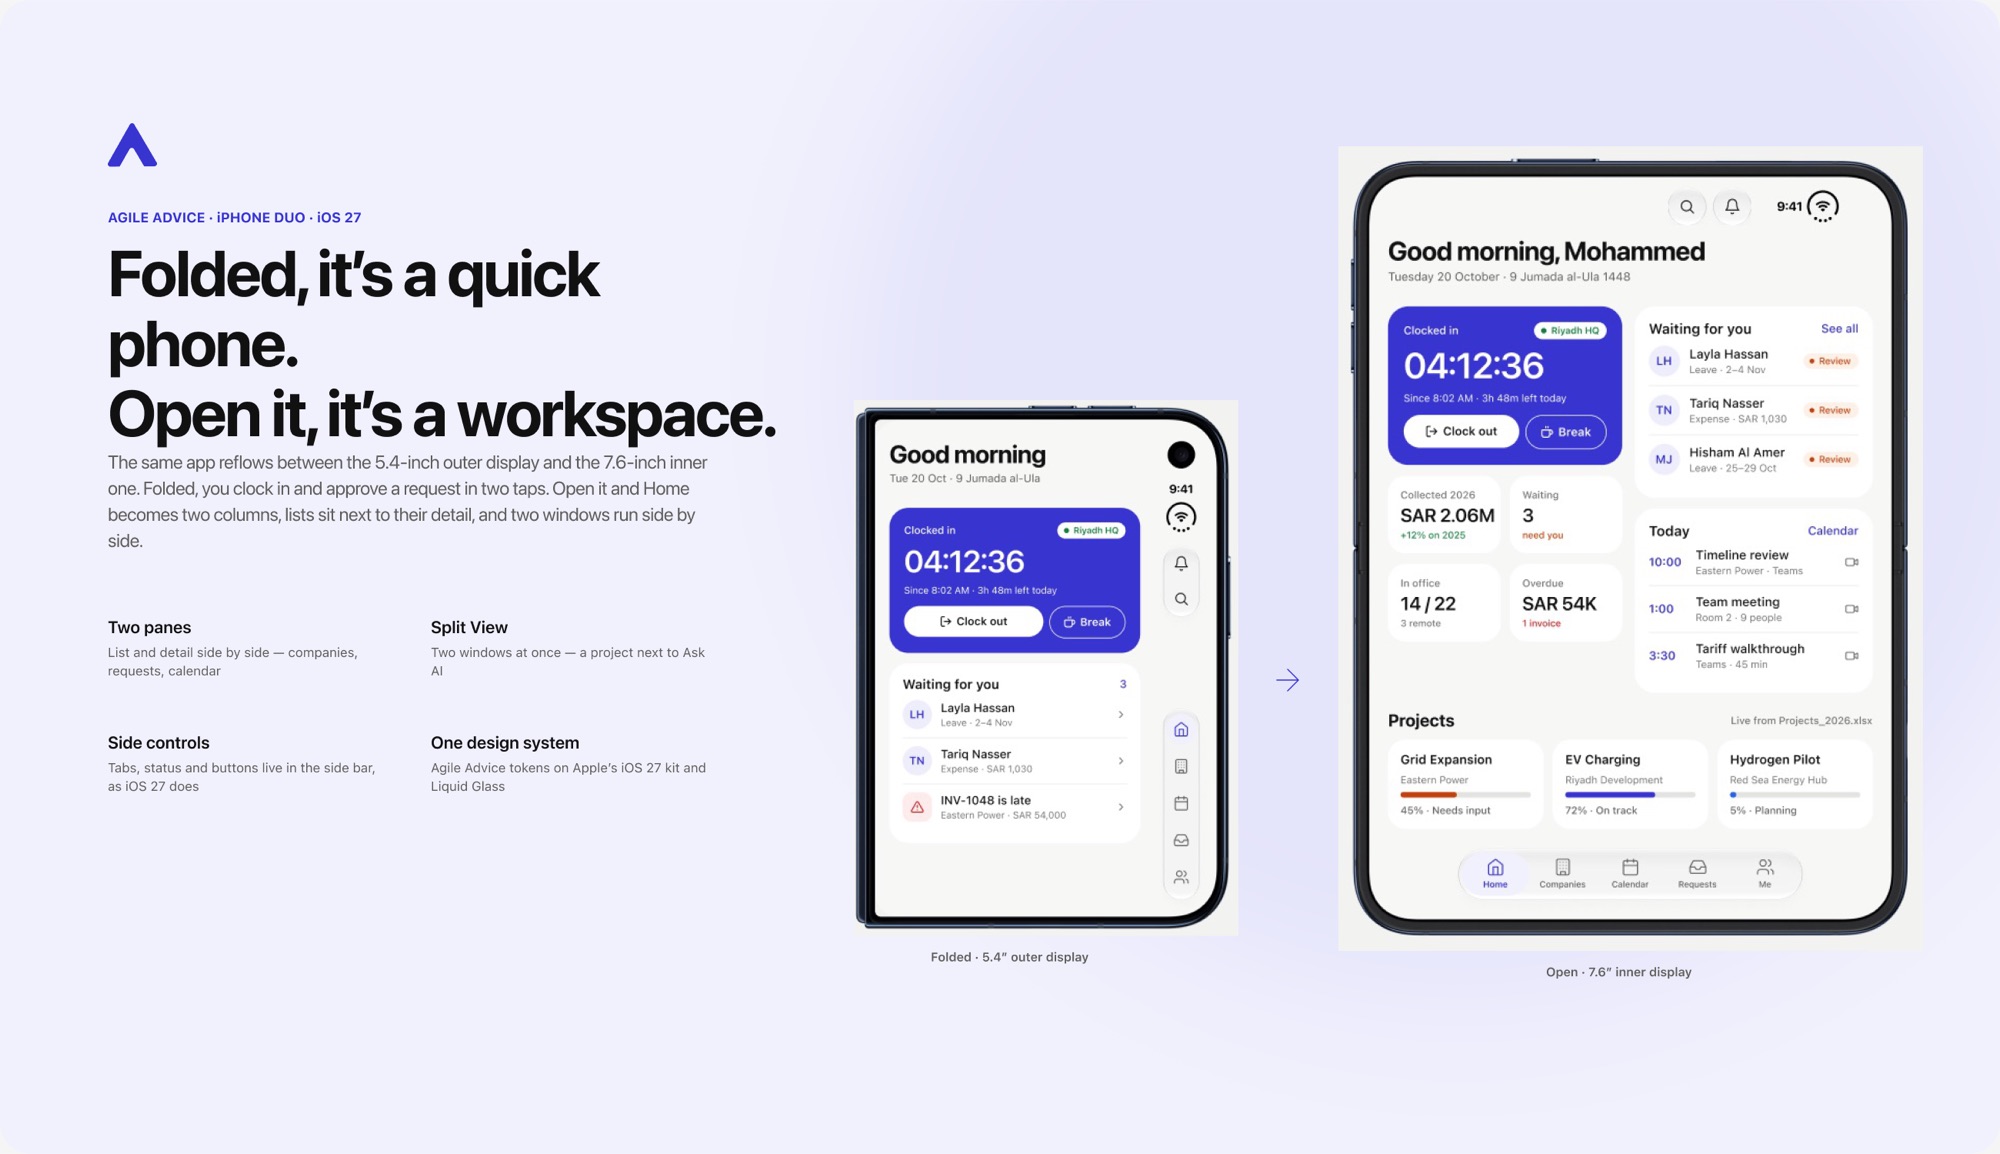 AGILE ADVICE · iPHONE DUO · iOS 27
Folded, it’s a quick
phone.
Open it, it’s a workspace.
The same app reflows between the 5.4-inch outer display and the 7.6-inch inner
one. Folded, you clock in and approve a request in two taps. Open it and Home
becomes two columns, lists sit next to their detail, and two windows run side by
side.
Two panes
List and detail side by side — companies,
requests, calendar
Split View
Two windows at once — a project next to Ask
AI
Side controls
Tabs, status and buttons live in the side bar,
as iOS 27 does
One design system
Agile Advice tokens on Apple’s iOS 27 kit and
Liquid Glass
Good morning
Tue 20 Oct · 9 Jumada al-Ula
9:41
Clocked in
Riyadh HQ
04:12:36
Since 8:02 AM · 3h 48m left today
Clock out
Break
Waiting for you
3
LH
Layla Hassan
Leave · 2–4 Nov
TN
Tariq Nasser
Expense · SAR 1,030
INV-1048 is late
Eastern Power · SAR 54,000
Folded · 5.4” outer display
9:41
Good morning, Mohammed
Tuesday 20 October · 9 Jumada al-Ula 1448
Clocked in
Riyadh HQ
04:12:36
Since 8:02 AM · 3h 48m left today
Clock out
Break
Collected 2026
SAR 2.06M
+12% on 2025
Waiting
3
need you
In office
14 / 22
3 remote
Overdue
SAR 54K
1 invoice
Waiting for you
See all
LH
Layla Hassan
Leave · 2–4 Nov
Review
TN
Tariq Nasser
Expense · SAR 1,030
Review
MJ
Hisham Al Amer
Leave · 25–29 Oct
Review
Today
Calendar
10:00
Timeline review
Eastern Power · Teams
1:00
Team meeting
Room 2 · 9 people
3:30
Tariff walkthrough
Teams · 45 min
Projects
Live from Projects_2026.xlsx
Grid Expansion
Eastern Power
45% · Needs input
EV Charging
Riyadh Development
72% · On track
Hydrogen Pilot
Red Sea Energy Hub
5% · Planning
Home
Companies
Calendar
Requests
Me
Open · 7.6” inner display